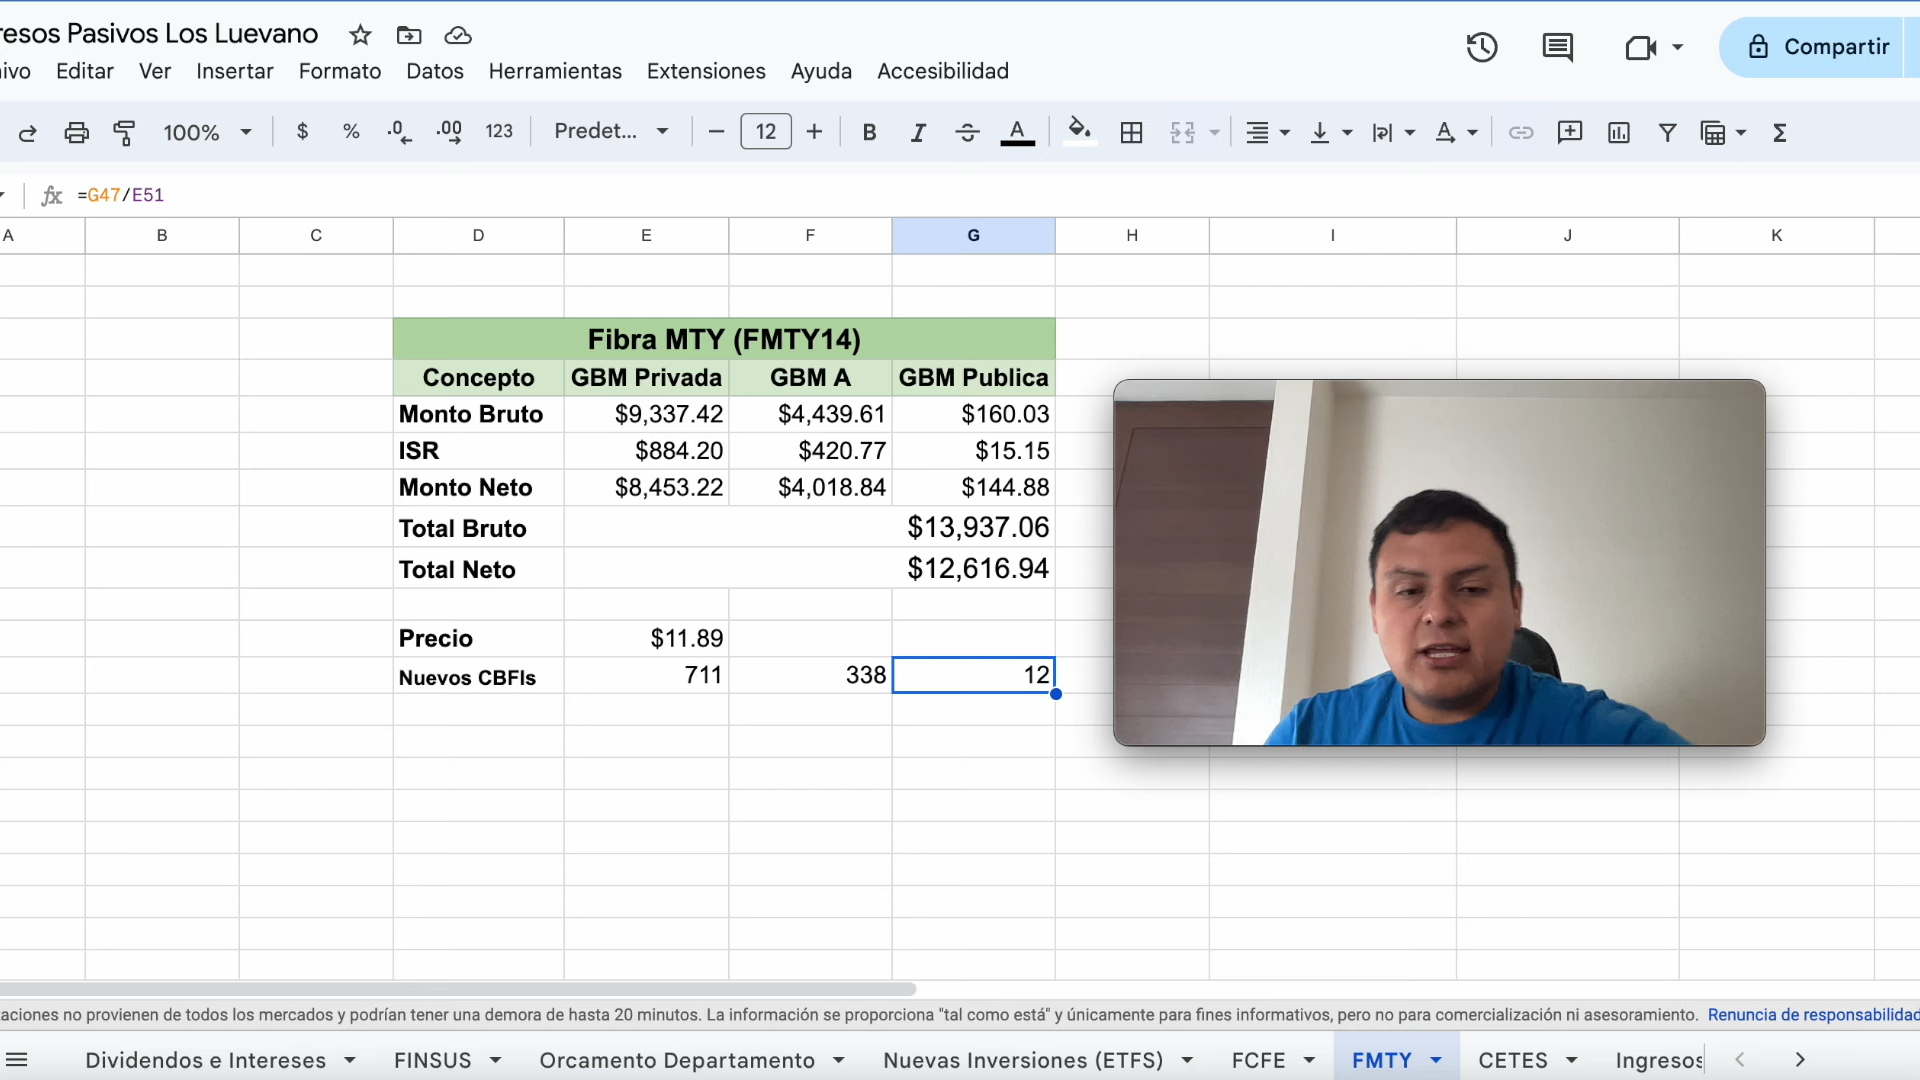 resos Pasivos Los Luevano
ivo Editar Ver Insertar Formato Datos Herramientas Extensiones Ayuda Accesibilidad
Compartir
100% $ % .0 .00 123 Predet... 12 B I A A Σ
fx =G47/E51
A B C D E F G H I J K
Fibra MTY (FMTY14)
Concepto GBM Privada GBM A GBM Publica
Monto Bruto $9,337.42 $4,439.61 $160.03
ISR $884.20 $420.77 $15.15
Monto Neto $8,453.22 $4,018.84 $144.88
Total Bruto $13,937.06
Total Neto $12,616.94
Precio $11.89
Nuevos CBFIs 711 338 12
aciones no provienen de todos los mercados y podrían tener una demora de hasta 20 minutos. La información se proporciona "tal como está" y únicamente para fines informativos, pero no para comercialización ni asesoramiento. Renuncia de responsabilidad
Dividendos e Intereses FINSUS Orcamento Departamento Nuevas Inversiones (ETFS) FCFE FMTY CETES Ingresos